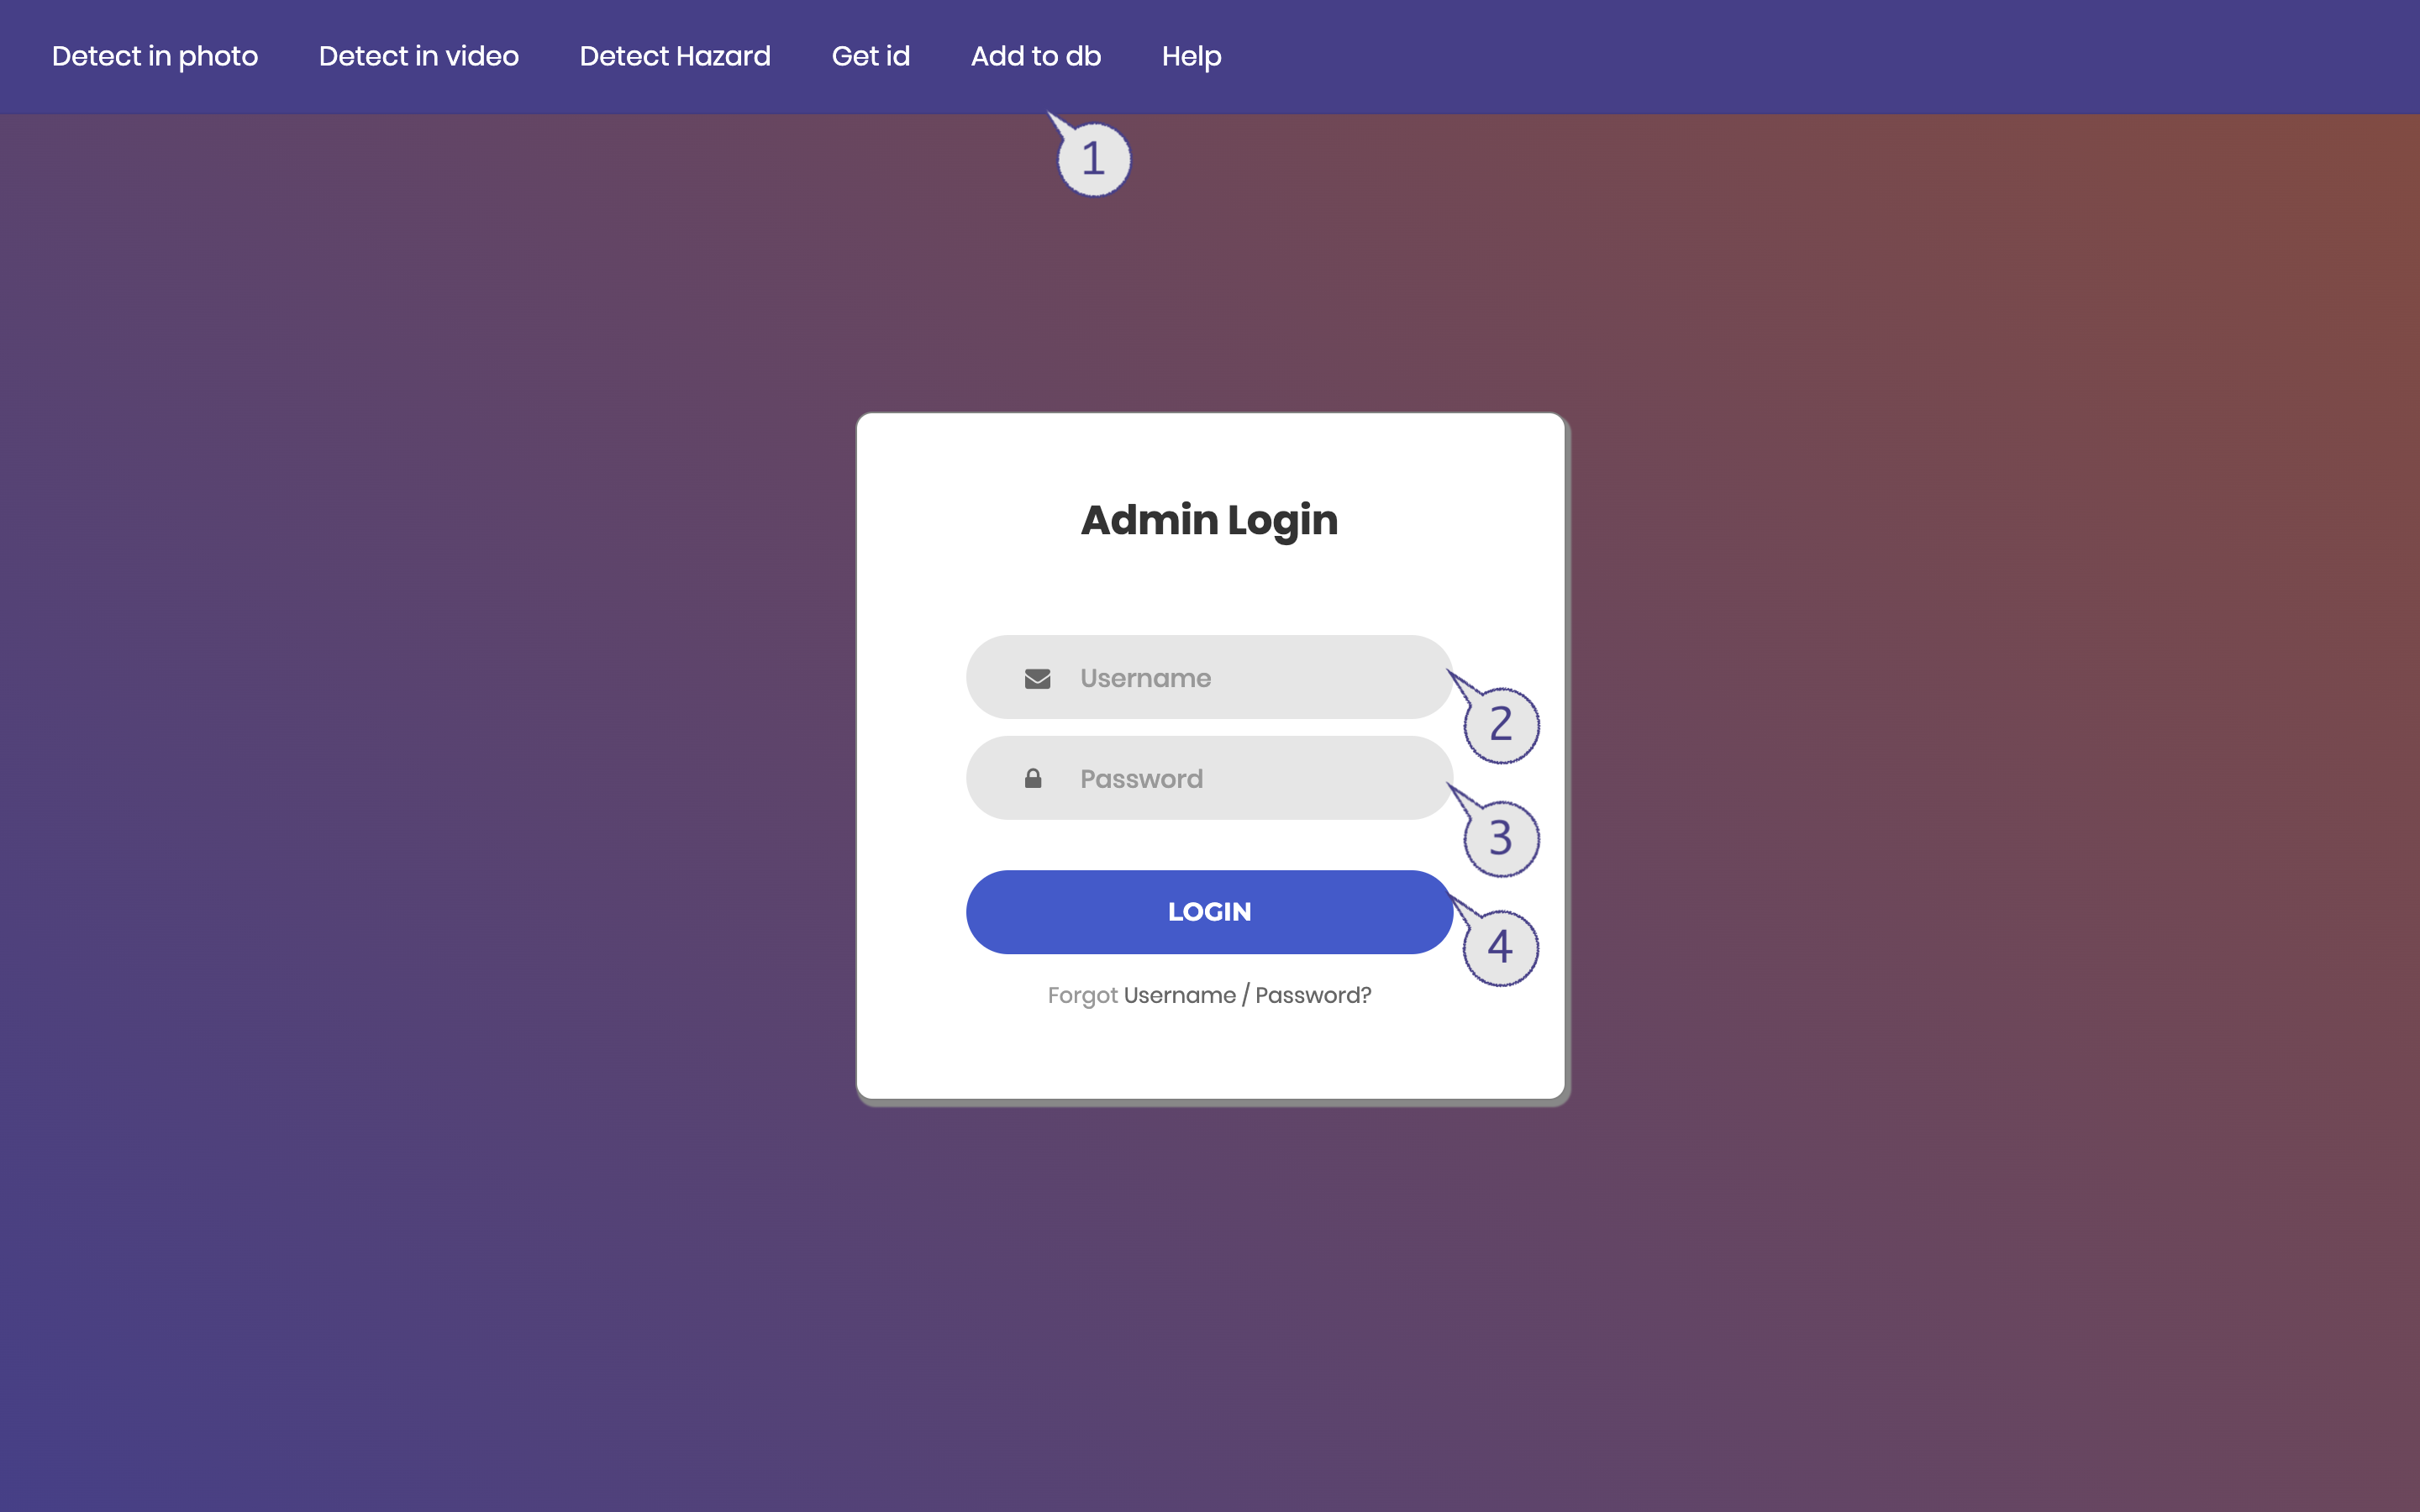 Detect in photo Detect in video Detect Hazard Get id Add to db Help
1
Admin Login
Username
2
Password
3
LOGIN
4
Forgot Username / Password?